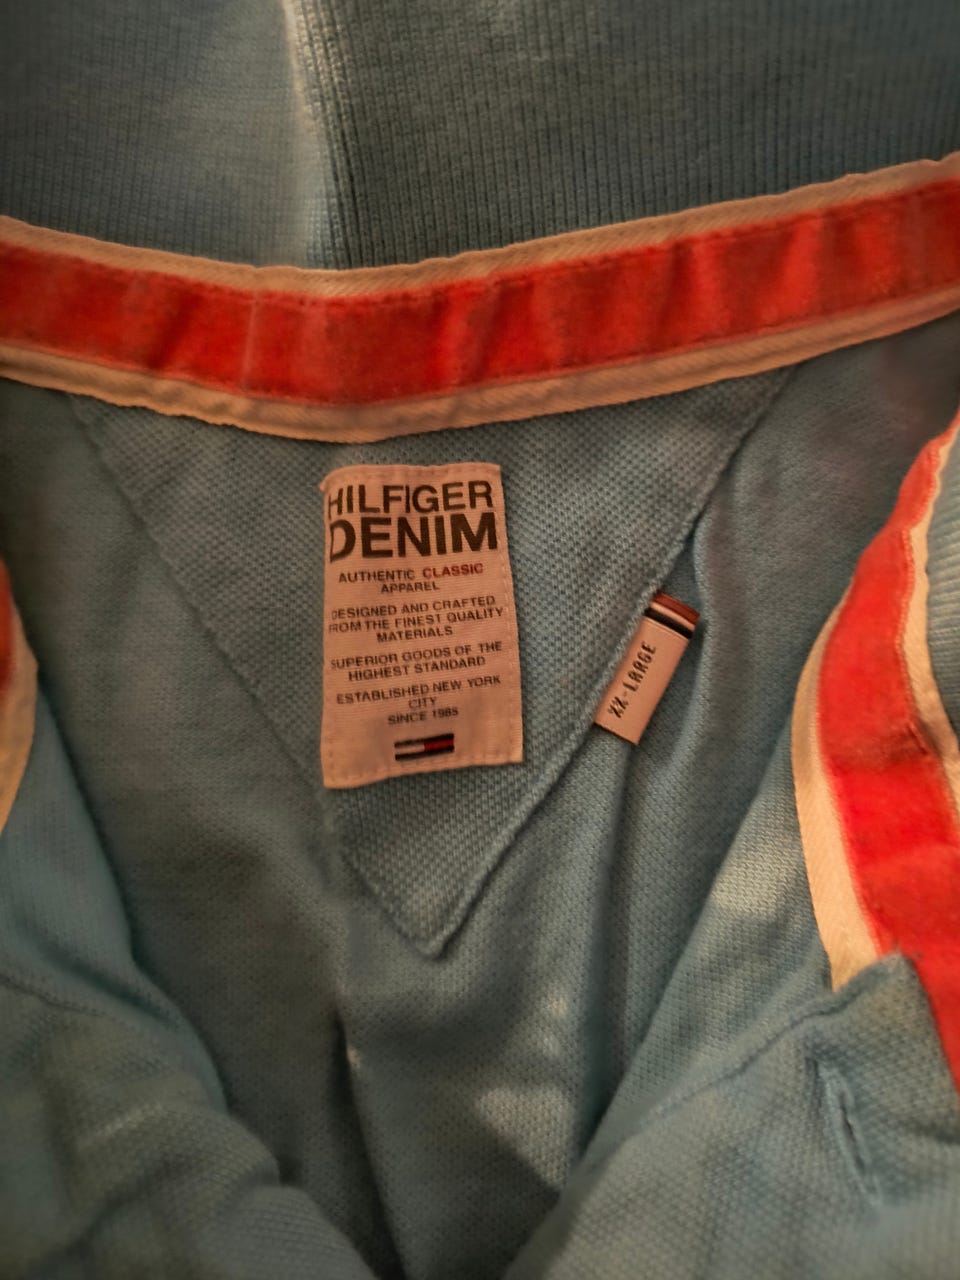 HILFIGER
DENIM
AUTHENTIC CLASSIC
APPAREL
DESIGNED AND CRAFTED
FROM THE FINEST QUALITY
MATERIALS
SUPERIOR GOODS OF THE
HIGHEST STANDARD
ESTABLISHED NEW YORK
CITY
SINCE 1985
XX-LARGE